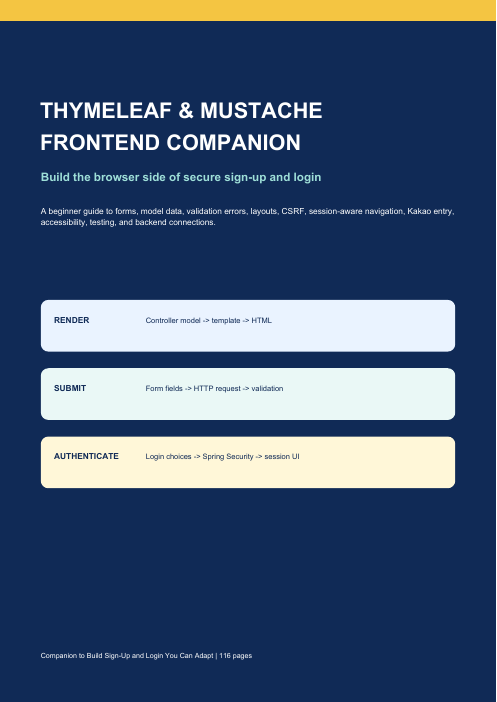 THYMELEAF & MUSTACHE
FRONTEND COMPANION
Build the browser side of secure sign-up and login
A beginner guide to forms, model data, validation errors, layouts, CSRF, session-aware navigation, Kakao entry,
accessibility, testing, and backend connections.
RENDER Controller model -> template -> HTML
SUBMIT Form fields -> HTTP request -> validation
AUTHENTICATE Login choices -> Spring Security -> session UI
Companion to Build Sign-Up and Login You Can Adapt | 116 pages